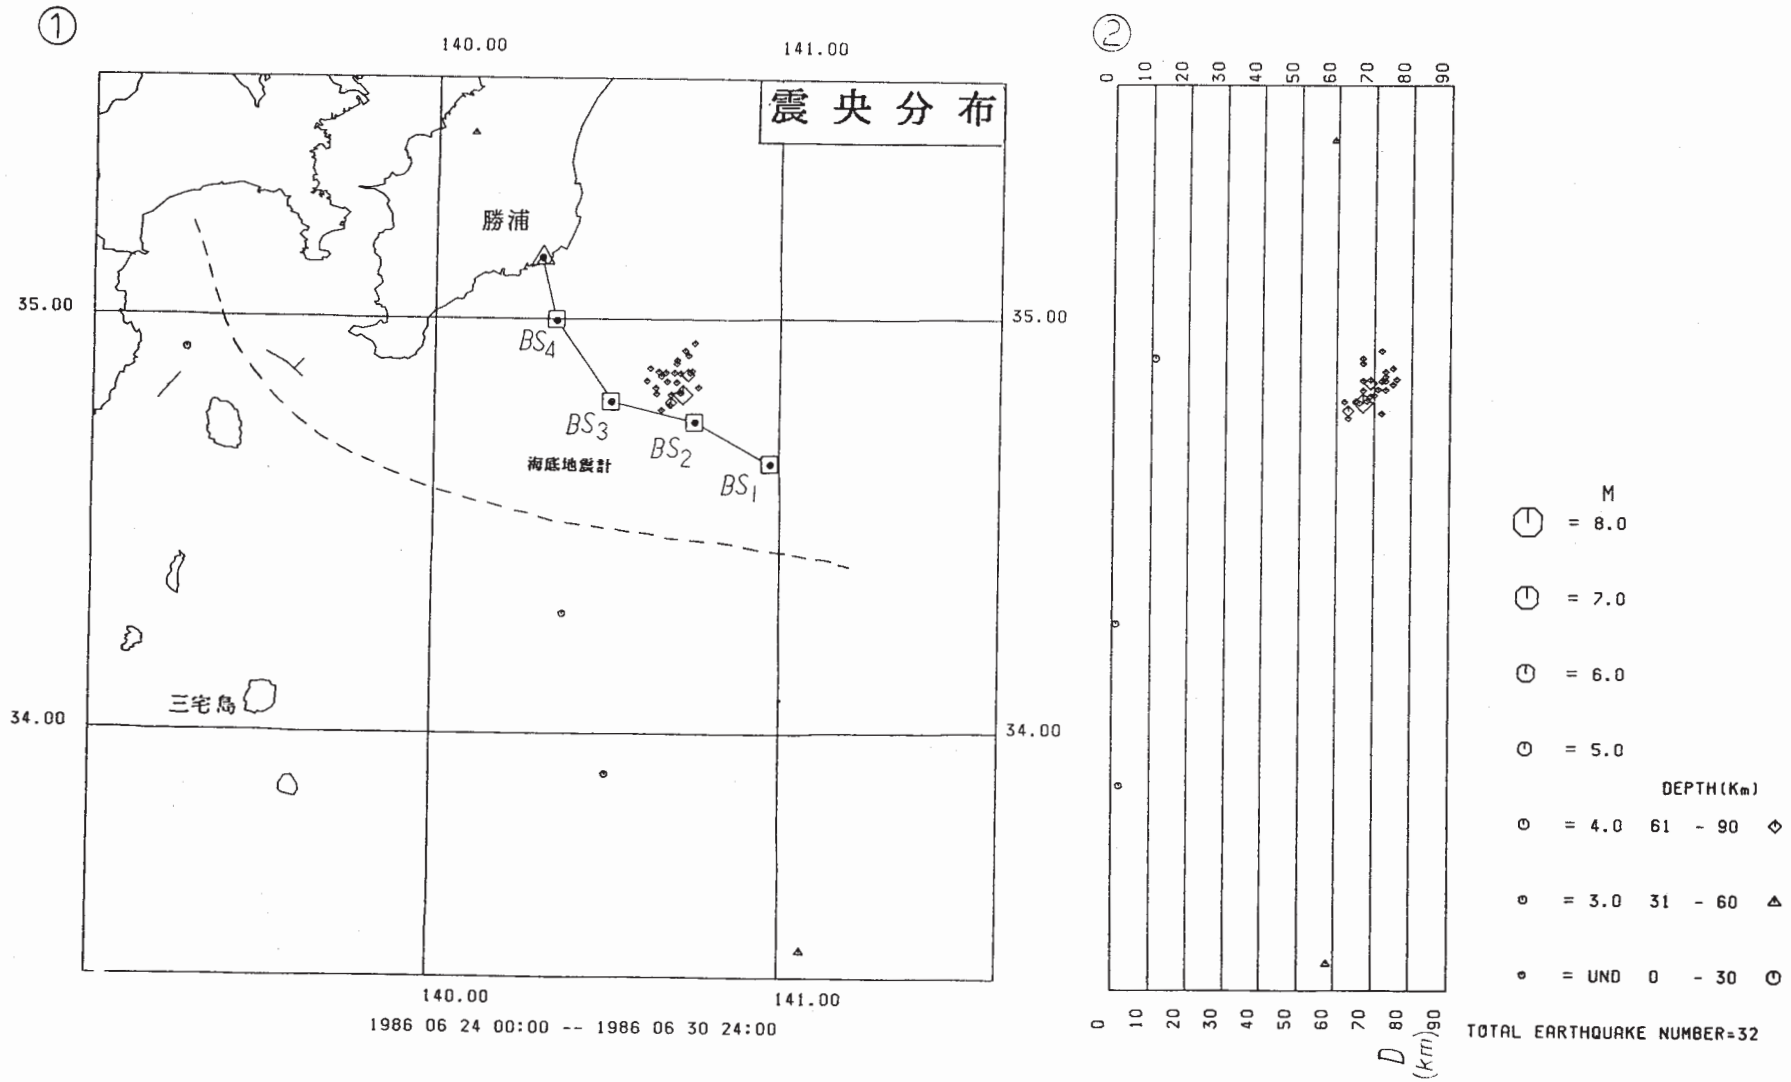 ①
140.00 141.00
震央分布
勝浦
35.00 35.00
BS4
BS3
BS2
BS1
海底地震計
三宅島
34.00 34.00
140.00 141.00
1986 06 24 00:00 -- 1986 06 30 24:00
②
0 10 20 30 40 50 60 70 80 90
0 10 20 30 40 50 60 70 80 90
D (km)
M
= 8.0
= 7.0
= 6.0
= 5.0
DEPTH(Km)
= 4.0 61 - 90
= 3.0 31 - 60
= UND 0 - 30
TOTAL EARTHQUAKE NUMBER=32